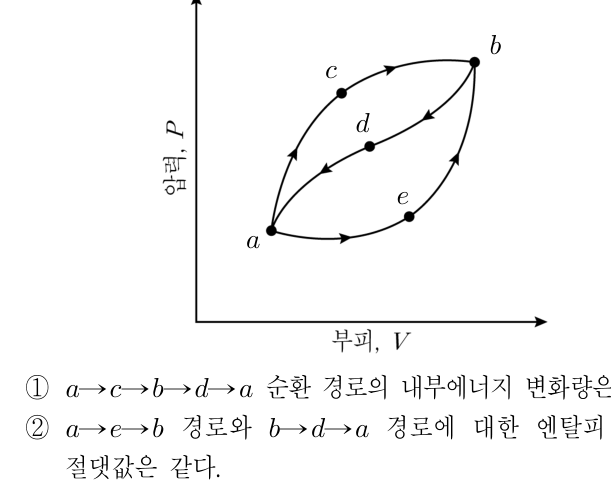 b
c
d
압력, P
e
a
부피, V
① a→c→b→d→a 순환 경로의 내부에너지 변화량은
② a→e→b 경로와 b→d→a 경로에 대한 엔탈피
절댓값은 같다.